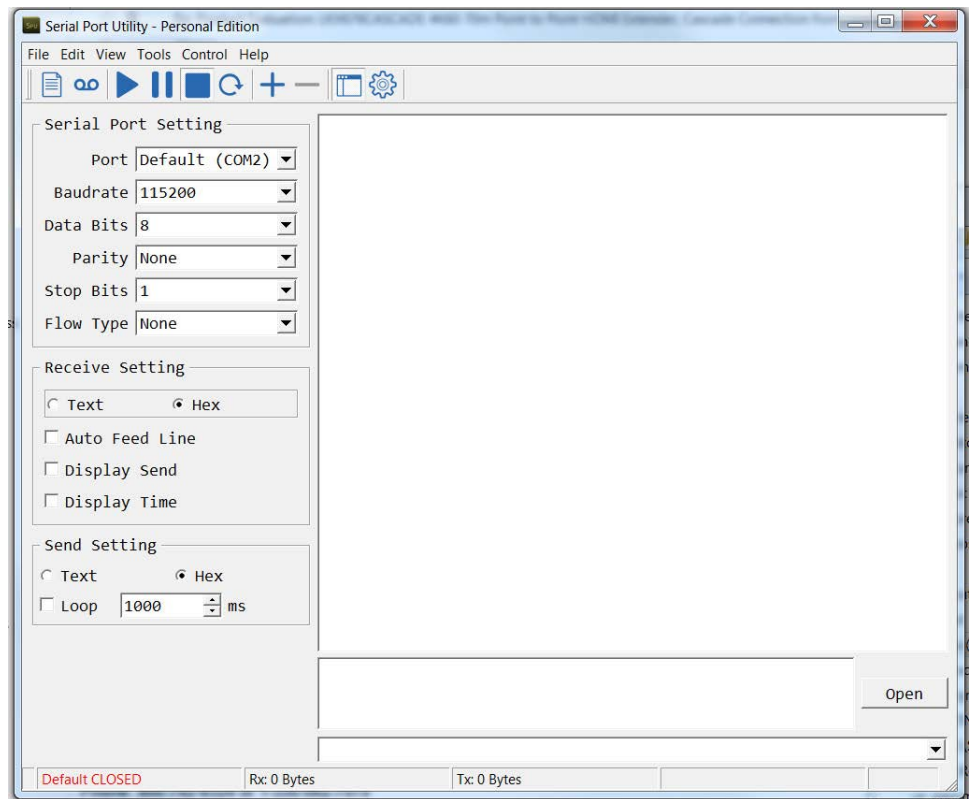 Serial Port Utility - Personal Edition
File Edit View Tools Control Help
Serial Port Setting
Port Default (COM2)
Baudrate 115200
Data Bits 8
Parity None
Stop Bits 1
Flow Type None
Receive Setting
Text Hex
Auto Feed Line
Display Send
Display Time
Send Setting
Text Hex
Loop 1000 ms
Open
Default CLOSED Rx: 0 Bytes Tx: 0 Bytes